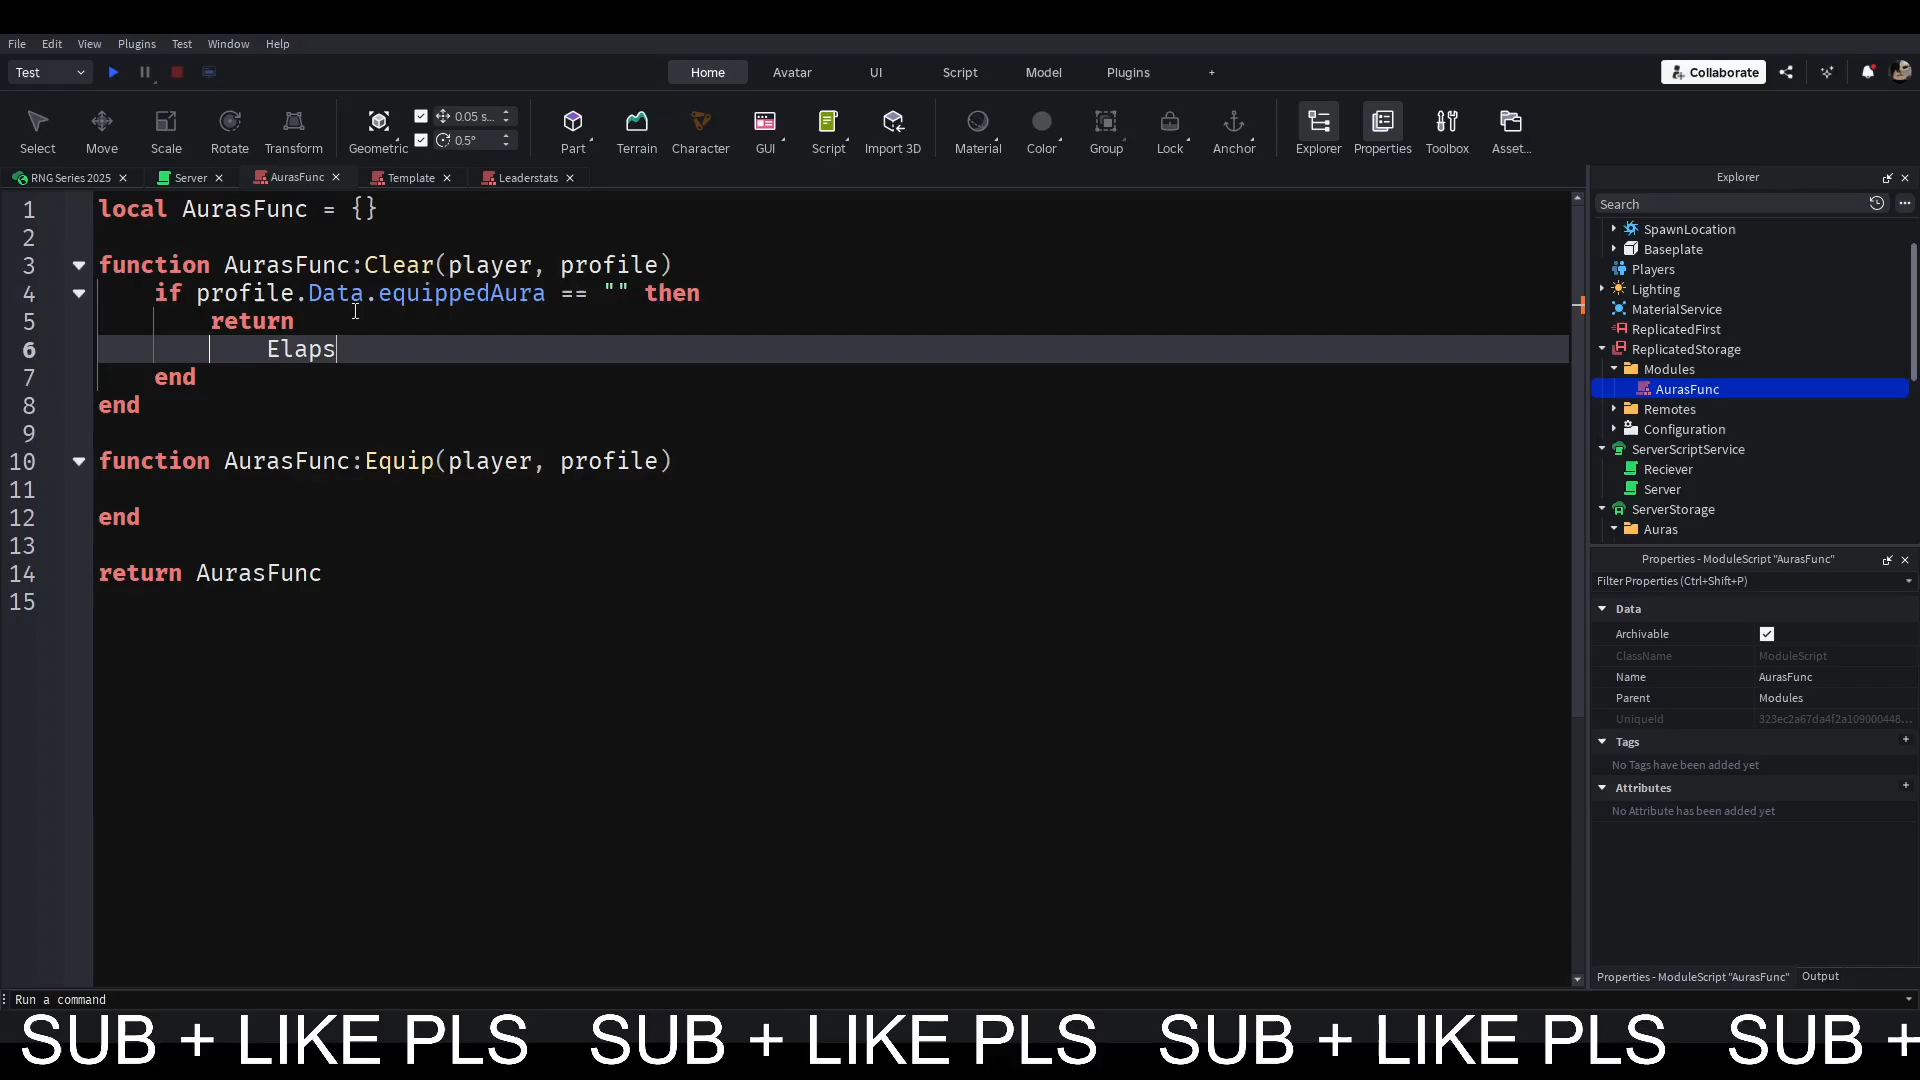 File Edit View Plugins Test Window Help
Test Home Avatar UI Script Model Plugins + Collaborate
0.05 s...
0.5°
Select Move Scale Rotate Transform Geometric Part Terrain Character GUI Script Import 3D Material Color Group Lock Anchor Explorer Properties Toolbox Asset...
RNG Series 2025 Server AurasFunc Template Leaderstats
1 local AurasFunc = {}
2
3 function AurasFunc:Clear(player, profile)
4 if profile.Data.equippedAura == "" then
5 return
6 Elaps
7 end
8 end
9
10 function AurasFunc:Equip(player, profile)
11
12 end
13
14 return AurasFunc
15
Explorer
Search
SpawnLocation
Baseplate
Players
Lighting
MaterialService
ReplicatedFirst
ReplicatedStorage
Modules
AurasFunc
Remotes
Configuration
ServerScriptService
Reciever
Server
ServerStorage
Auras
Properties - ModuleScript "AurasFunc"
Filter Properties (Ctrl+Shift+P)
Data
Archivable
ClassName ModuleScript
Name AurasFunc
Parent Modules
UniqueId 323ec2a67da4f2a109000448...
Tags +
No Tags have been added yet
Attributes +
No Attribute has been added yet
Properties - ModuleScript "AurasFunc" Output
Run a command
SUB + LIKE PLS SUB + LIKE PLS SUB + LIKE PLS SUB +